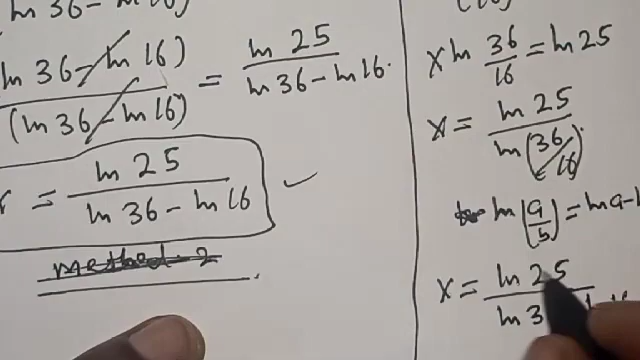 ln 36 - ln 16)
ln 36 - ln 16) / (ln 36 - ln 16) = ln 25 / ln 36 - ln 16.
= ln 25 / ln 36 - ln 16 ✓
method 2
x ln 36/16 = ln 25
x = ln 25 / ln (36/16)
ln (a/b) = ln a -
x = ln 25 / ln 3